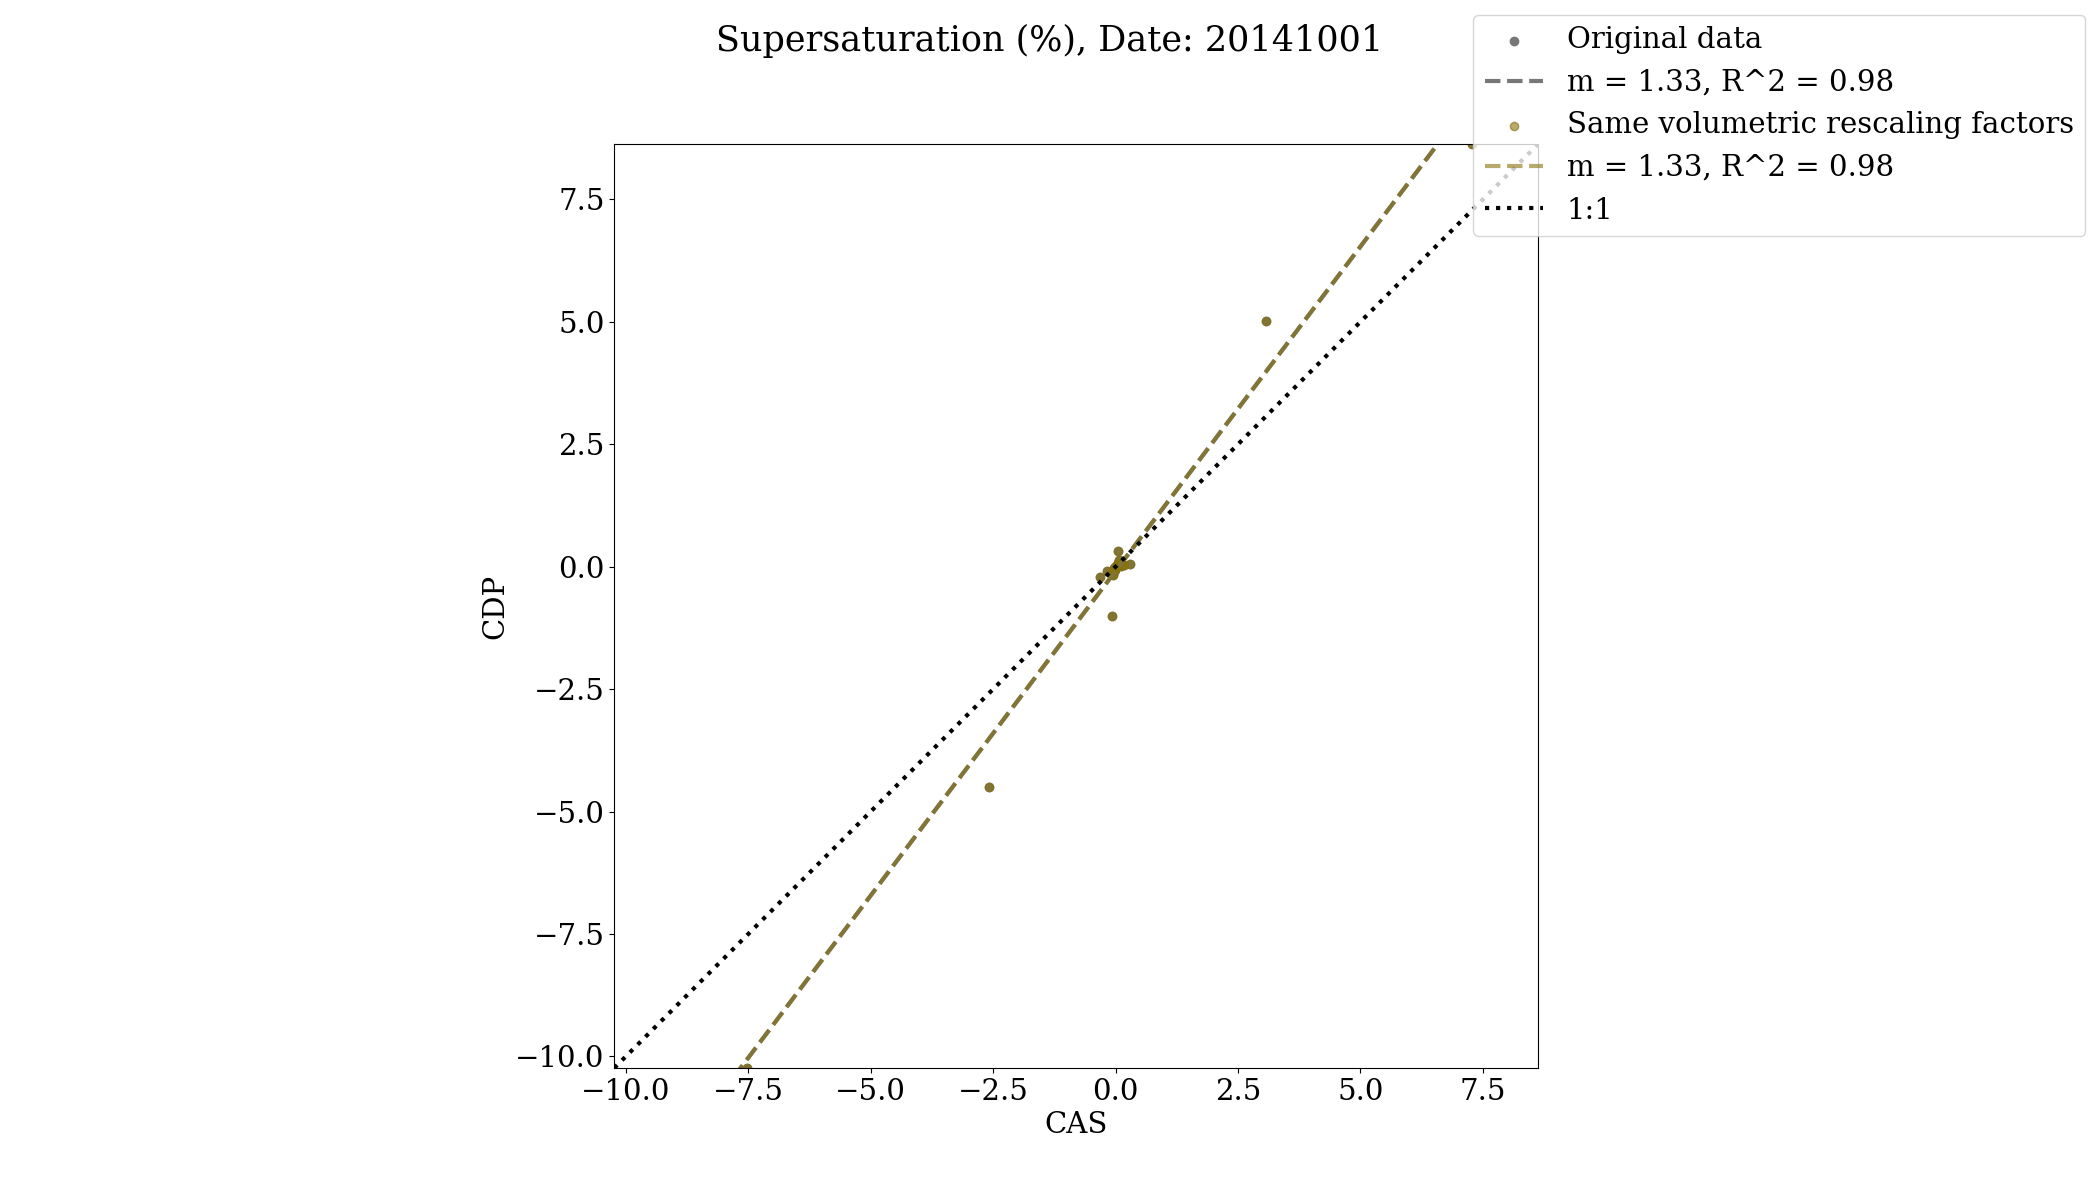 Supersaturation (%), Date: 20141001
Original data
m = 1.33, R^2 = 0.98
Same volumetric rescaling factors
m = 1.33, R^2 = 0.98
1:1
7.5
5.0
2.5
0.0
−2.5
−5.0
−7.5
−10.0
CDP
−10.0 −7.5 −5.0 −2.5 0.0 2.5 5.0 7.5
CAS